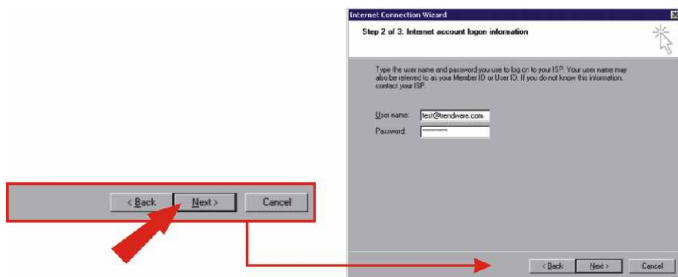 Internet Connection Wizard
Step 2 of 3: Internet account logon information
Type the user name and password you use to log on to your ISP. Your user name may
also be referred to as your Member ID or User ID. If you do not know this information,
contact your ISP.
User name: test@trendware.com
Password:
< Back Next > Cancel
< Back Next > Cancel